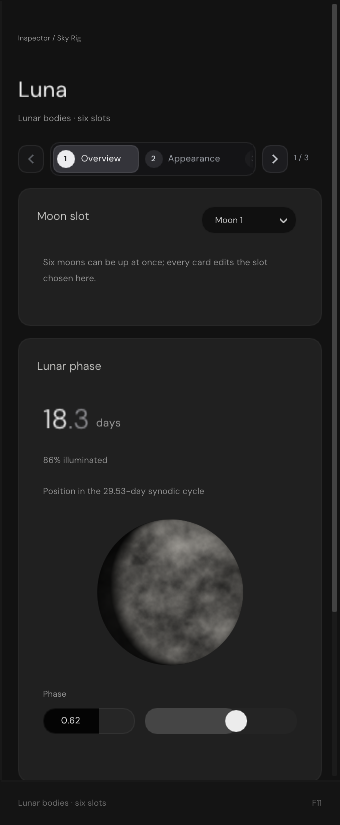 Inspector / Sky Rig
Luna
Lunar bodies · six slots
1 Overview 2 Appearance 1 / 3
Moon slot Moon 1
Six moons can be up at once; every card edits the slot
chosen here.
Lunar phase
18.3 days
86% illuminated
Position in the 29.53-day synodic cycle
Phase
0.62
Lunar bodies · six slots F11